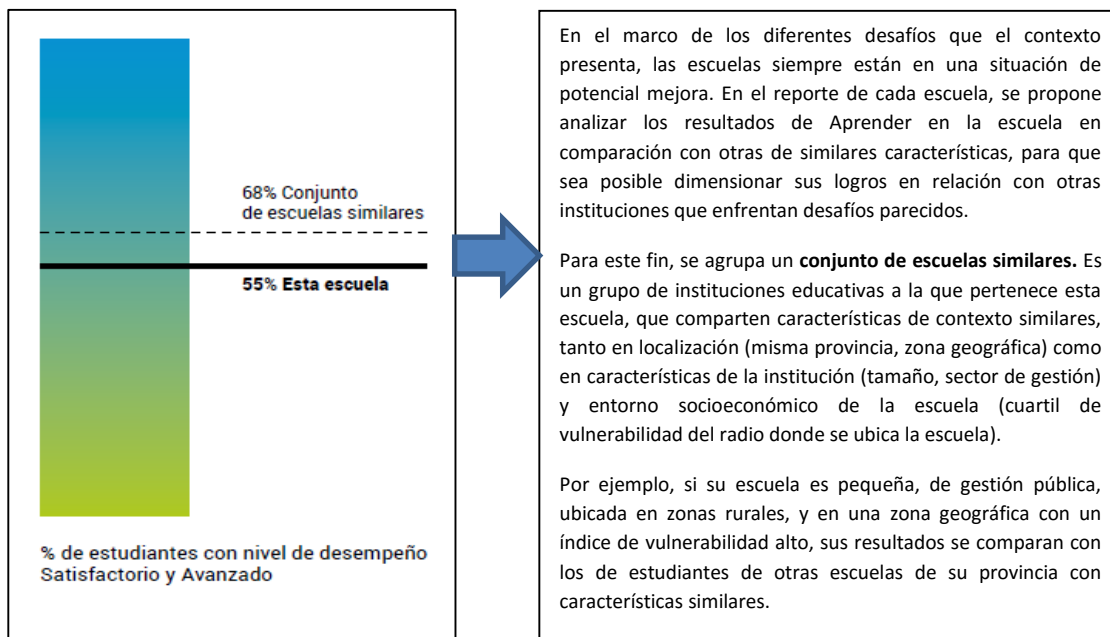 68% Conjunto
de escuelas similares
55% Esta escuela
% de estudiantes con nivel de desempeño
Satisfactorio y Avanzado
En el marco de los diferentes desafíos que el contexto
presenta, las escuelas siempre están en una situación de
potencial mejora. En el reporte de cada escuela, se propone
analizar los resultados de Aprender en la escuela en
comparación con otras de similares características, para que
sea posible dimensionar sus logros en relación con otras
instituciones que enfrentan desafíos parecidos.
Para este fin, se agrupa un conjunto de escuelas similares. Es
un grupo de instituciones educativas a la que pertenece esta
escuela, que comparten características de contexto similares,
tanto en localización (misma provincia, zona geográfica) como
en características de la institución (tamaño, sector de gestión)
y entorno socioeconómico de la escuela (cuartil de
vulnerabilidad del radio donde se ubica la escuela).
Por ejemplo, si su escuela es pequeña, de gestión pública,
ubicada en zonas rurales, y en una zona geográfica con un
índice de vulnerabilidad alto, sus resultados se comparan con
los de estudiantes de otras escuelas de su provincia con
características similares.